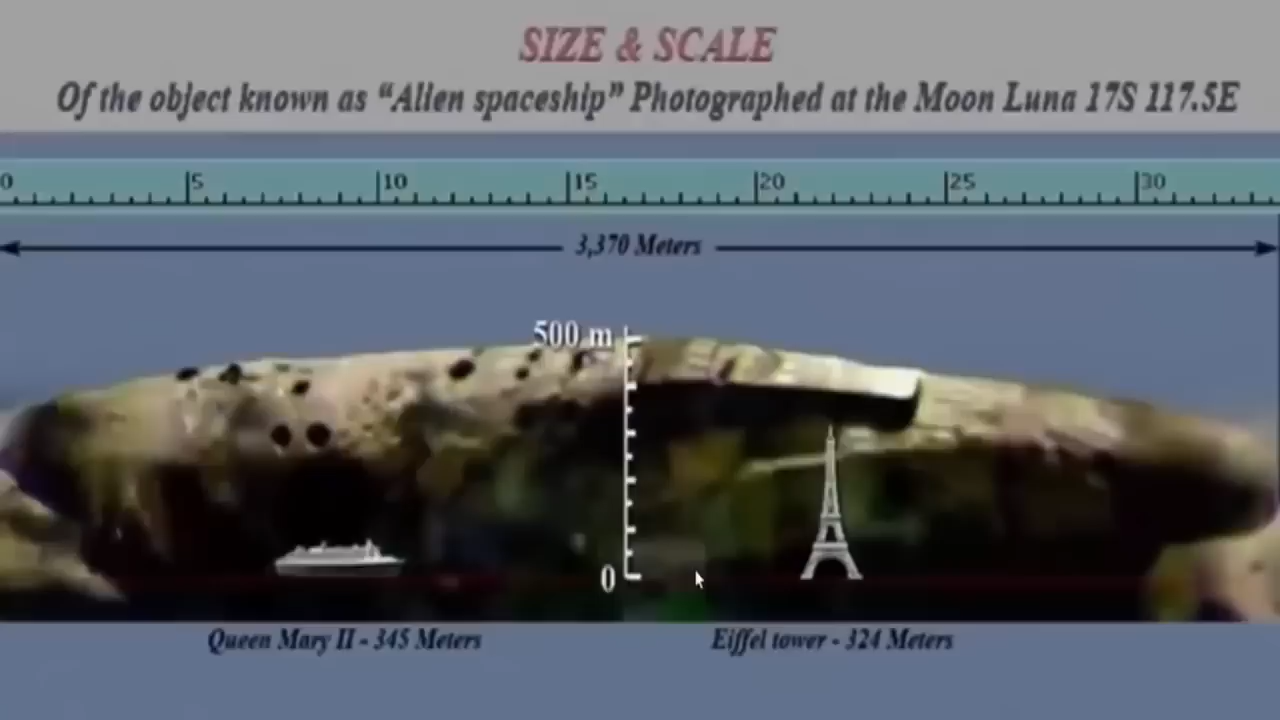 SIZE & SCALE
Of the object known as “Alien spaceship” Photographed at the Moon Luna 17S 117.5E
0 5 10 15 20 25 30
3,370 Meters
500 m
0
Queen Mary II - 345 Meters
Eiffel tower - 324 Meters